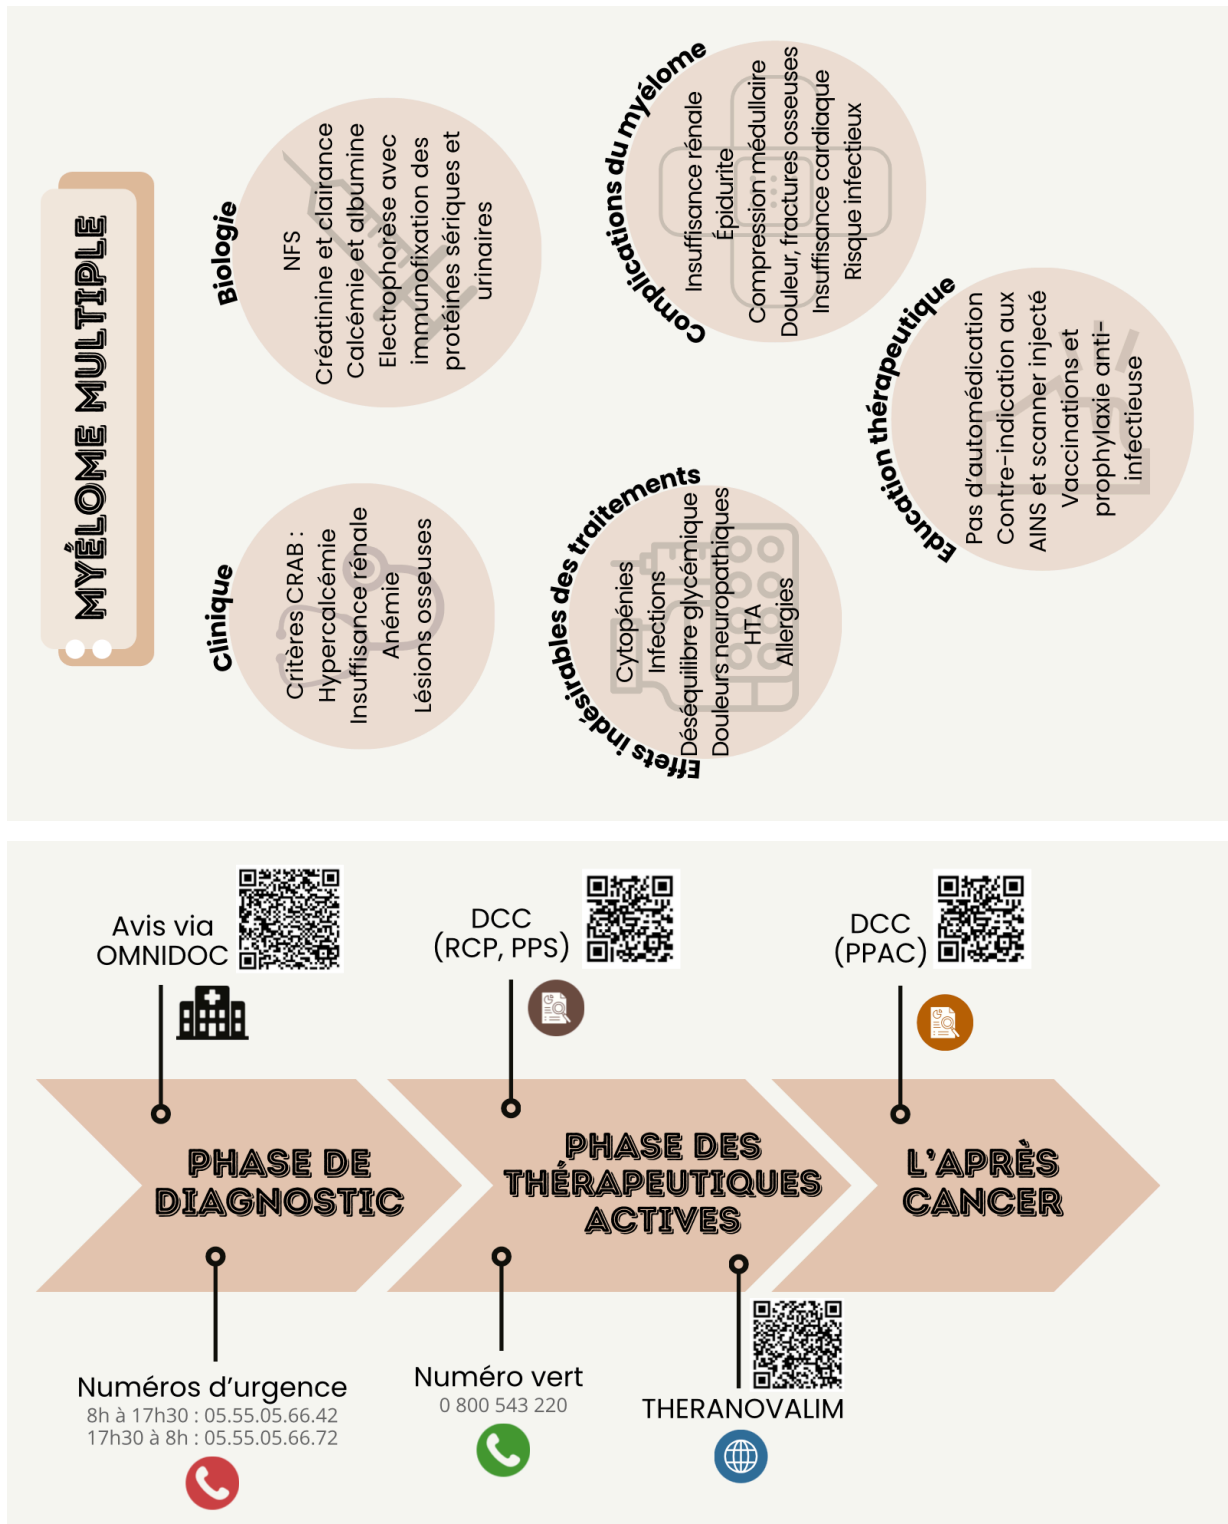 MYÉLOME MULTIPLE
Clinique
Critères CRAB :
Hypercalcémie
Insuffisance rénale
Anémie
Lésions osseuses
Biologie
NFS
Créatinine et clairance
Calcémie et albumine
Electrophorèse avec
immunofixation des
protéines sériques et
urinaires
Effets indésirables des traitements
Cytopénies
Infections
Déséquilibre glycémique
Douleurs neuropathiques
HTA
Allergies
Complications du myélome
Insuffisance rénale
Épidurite
Compression médullaire
Douleur, fractures osseuses
Insuffisance cardiaque
Risque infectieux
Education thérapeutique
Pas d'automédication
Contre-indication aux
AINS et scanner injecté
Vaccinations et
prophylaxie anti-
infectieuse
Avis via
OMNIDOC
DCC
(RCP, PPS)
DCC
(PPAC)
PHASE DE
DIAGNOSTIC
PHASE DES
THÉRAPEUTIQUES
ACTIVES
L'APRÈS
CANCER
Numéros d'urgence
8h à 17h30 : 05.55.05.66.42
17h30 à 8h : 05.55.05.66.72
Numéro vert
0 800 543 220
THERANOVALIM